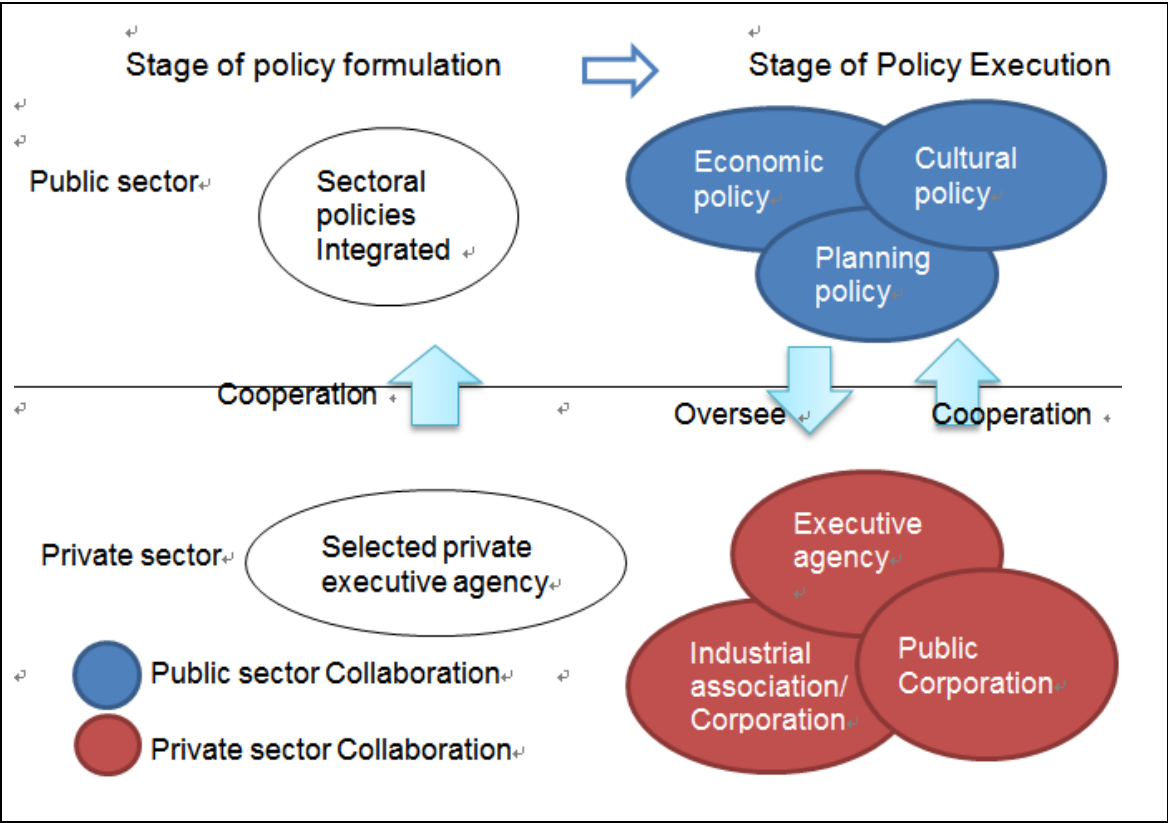 Stage of policy formulation
Stage of Policy Execution
Public sector
Sectoral
policies
Integrated
Economic
policy
Cultural
policy
Planning
policy
Cooperation
Oversee
Cooperation
Private sector
Selected private
executive agency
Executive
agency
Industrial
association/
Corporation
Public
Corporation
Public sector Collaboration
Private sector Collaboration